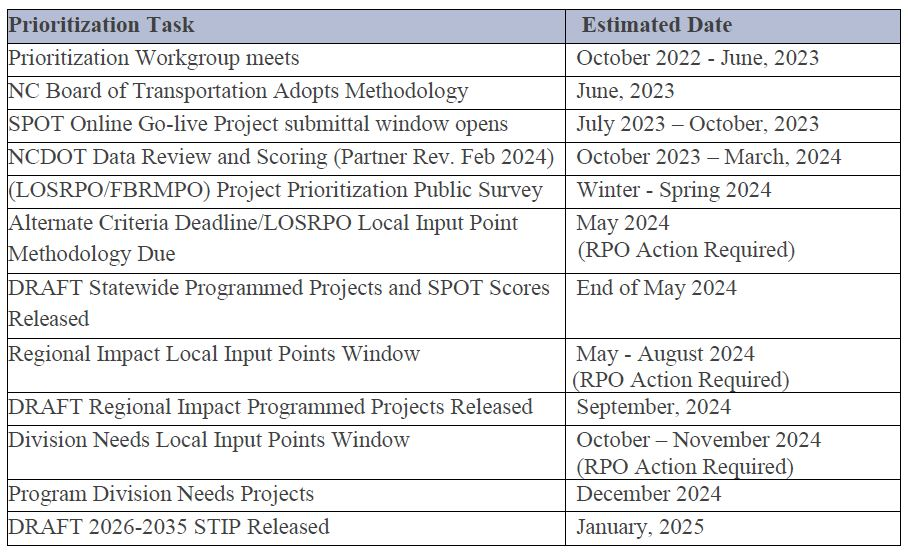 Prioritization Task Estimated Date
Prioritization Workgroup meets October 2022 - June, 2023
NC Board of Transportation Adopts Methodology June, 2023
SPOT Online Go-live Project submittal window opens July 2023 – October, 2023
NCDOT Data Review and Scoring (Partner Rev. Feb 2024) October 2023 – March, 2024
(LOSRPO/FBRMPO) Project Prioritization Public Survey Winter - Spring 2024
Alternate Criteria Deadline/LOSRPO Local Input Point May 2024
Methodology Due (RPO Action Required)
DRAFT Statewide Programmed Projects and SPOT Scores End of May 2024
Released
Regional Impact Local Input Points Window May - August 2024
(RPO Action Required)
DRAFT Regional Impact Programmed Projects Released September, 2024
Division Needs Local Input Points Window October – November 2024
(RPO Action Required)
Program Division Needs Projects December 2024
DRAFT 2026-2035 STIP Released January, 2025